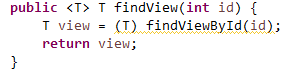 public <T> T findView(int id) {
    T view = (T) findViewById(id);
    return view;
}